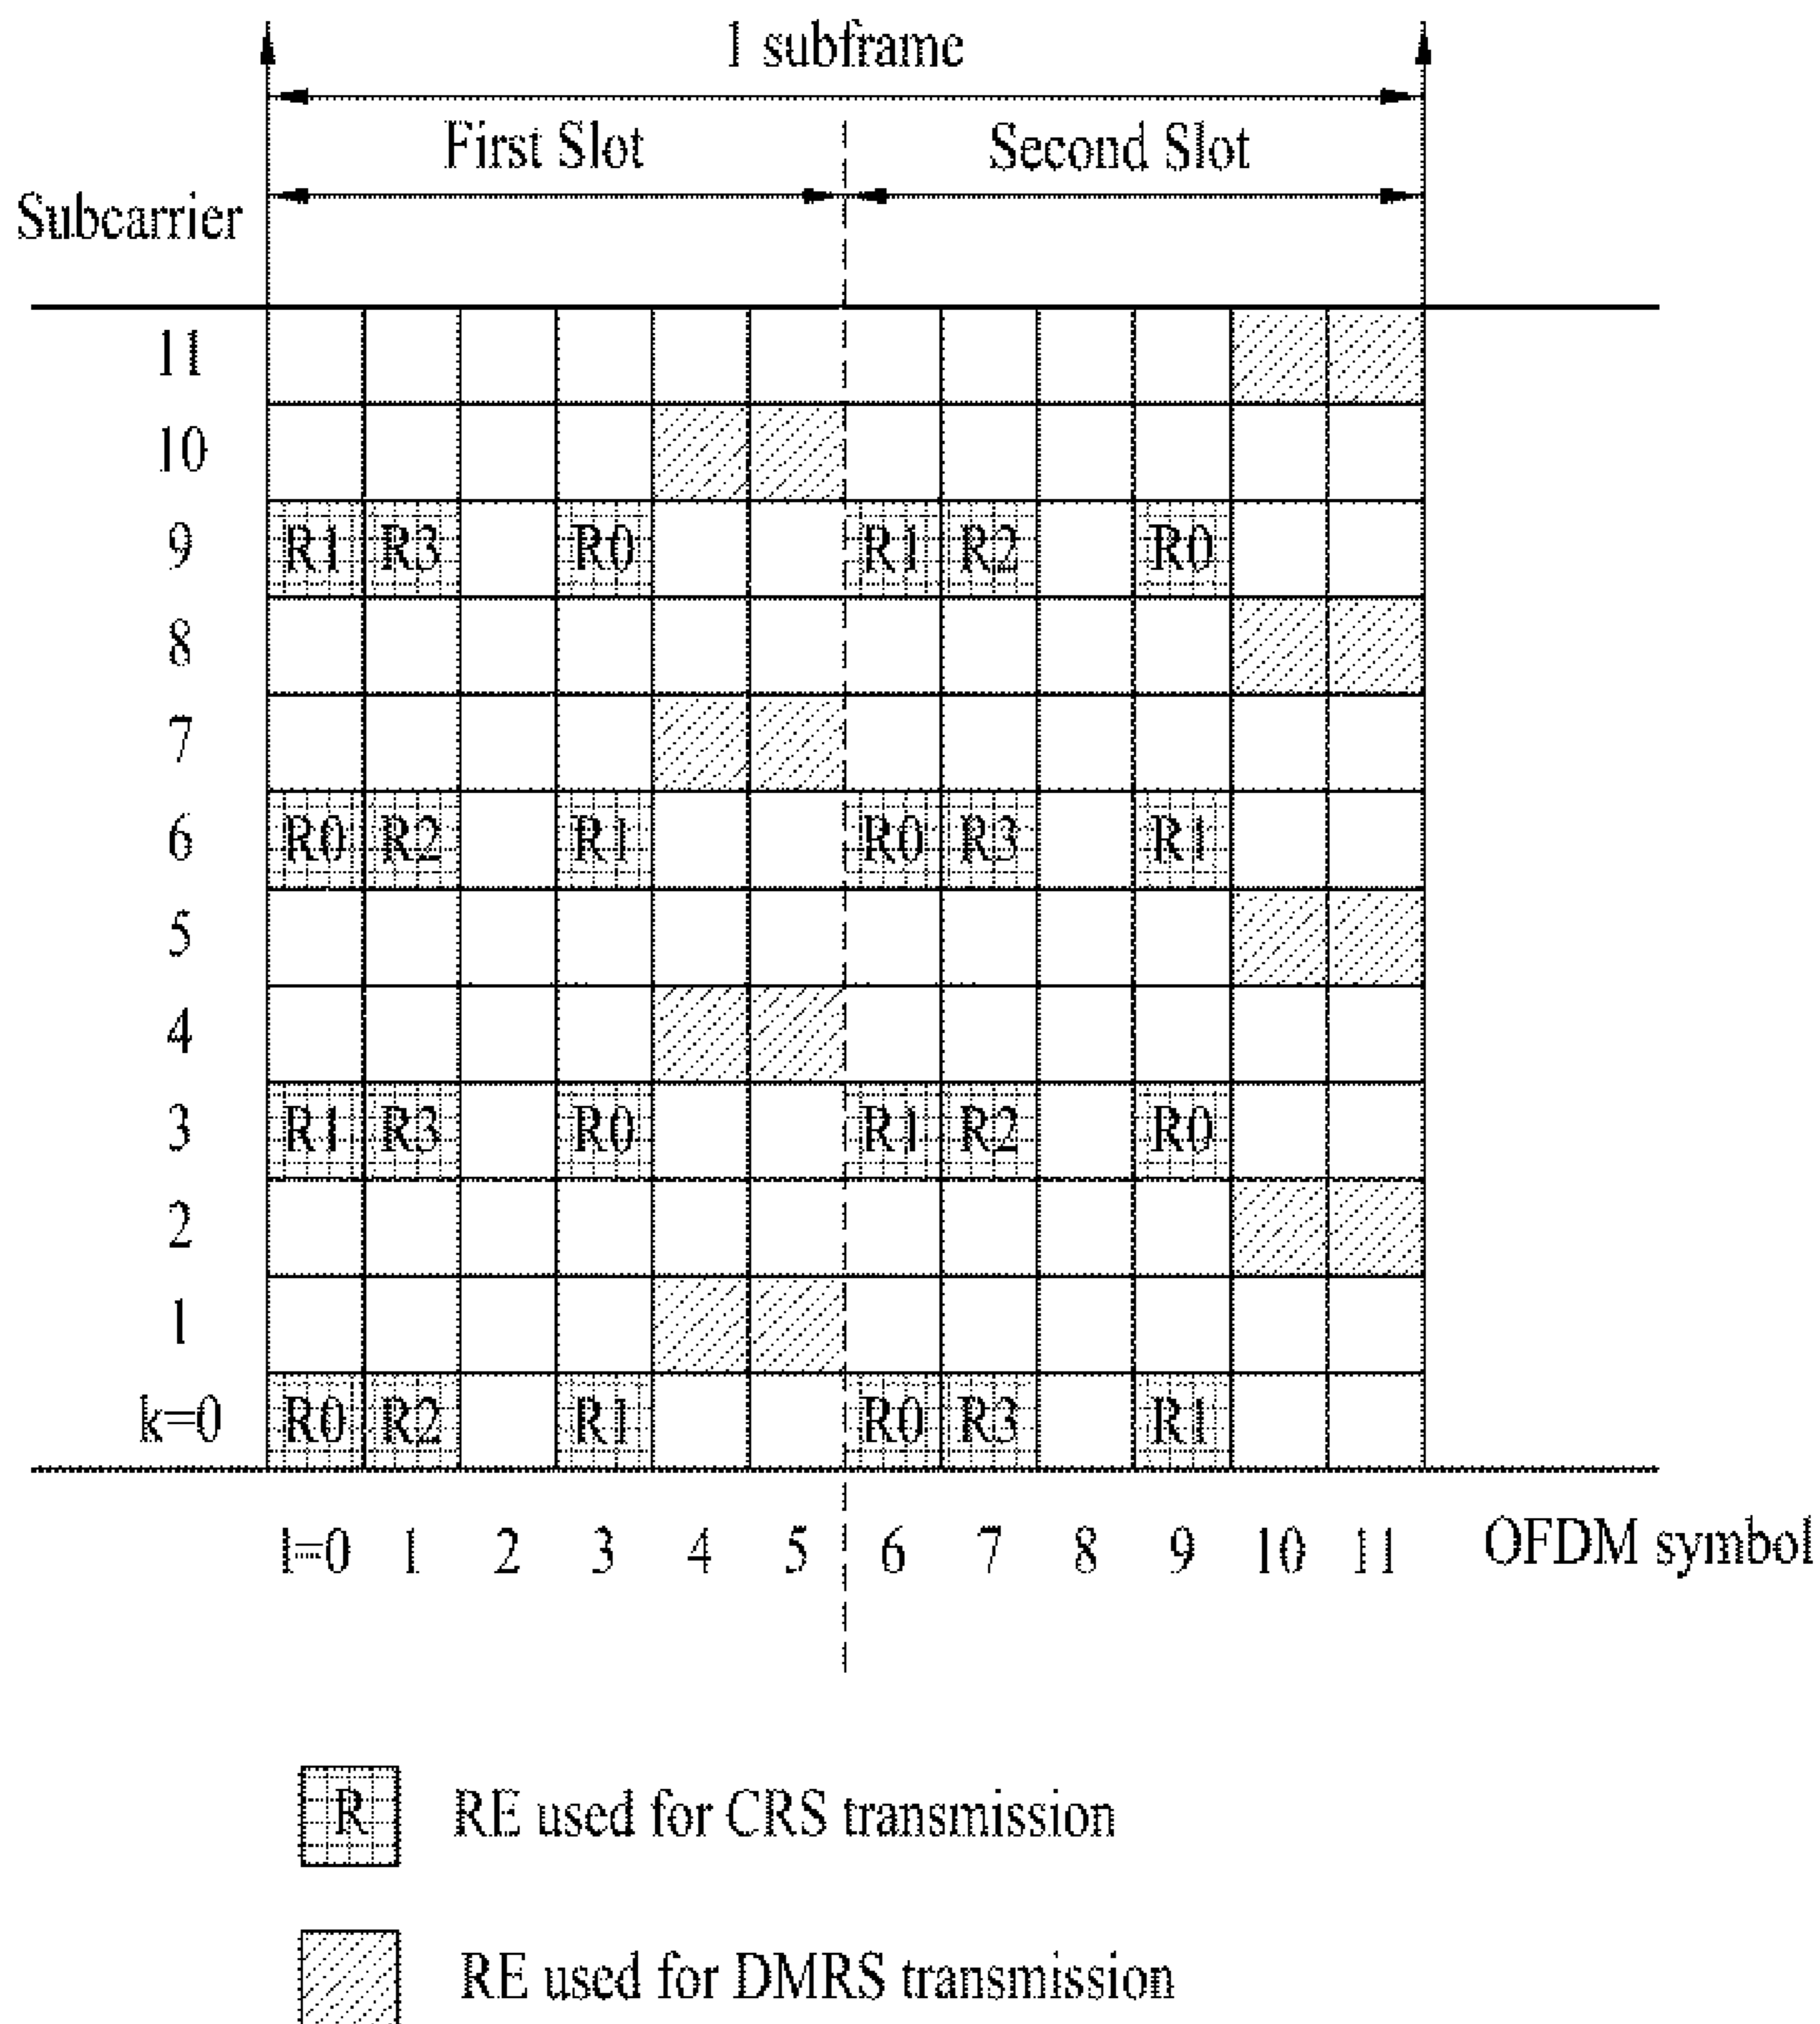 1 subframe
First Slot
Second Slot
Subcarrier
11
10
9 R1 R3 R0 R1 R2 R0
8
7
6 R0 R2 R1 R0 R3 R1
5
4
3 R1 R3 R0 R1 R2 R0
2
1
k=0 R0 R2 R1 R0 R3 R1
l=0 1 2 3 4 5 6 7 8 9 10 11 OFDM symbol
R RE used for CRS transmission
RE used for DMRS transmission